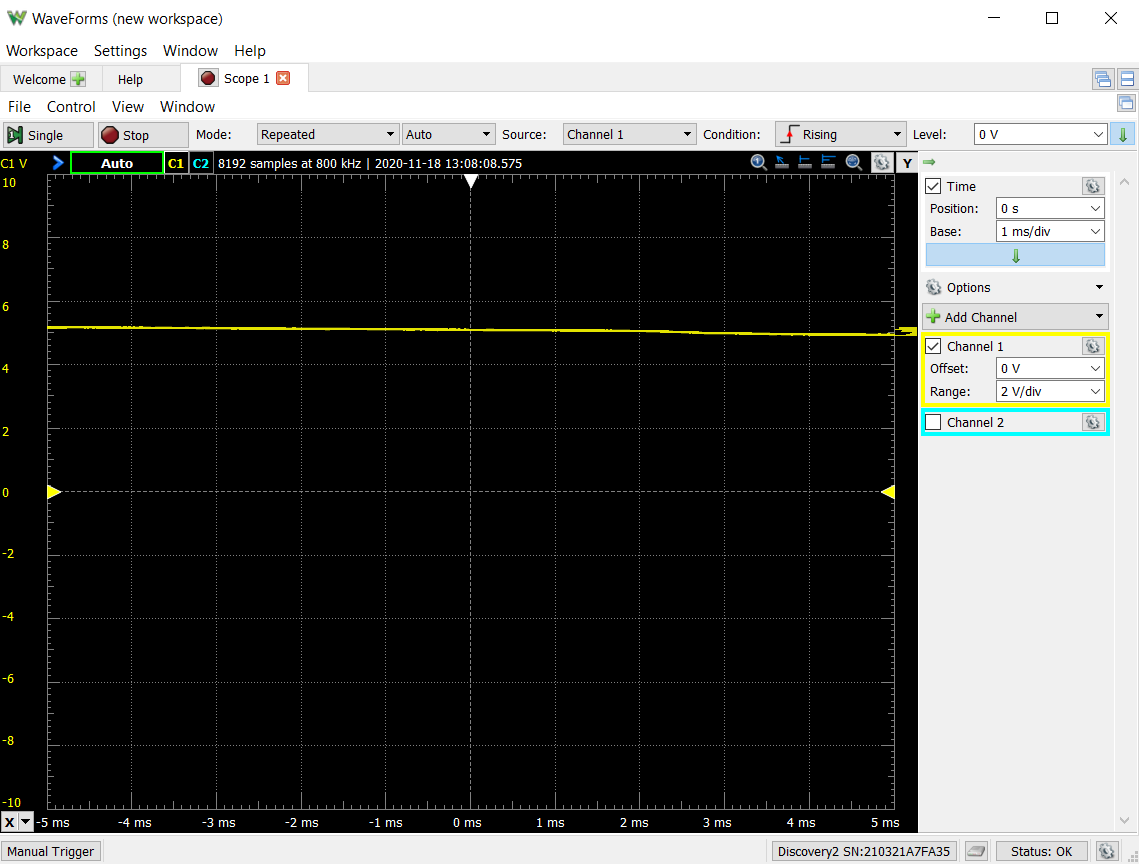 WaveForms (new workspace)
Workspace Settings Window Help
Welcome Help Scope 1
File Control View Window
Single Stop Mode: Repeated Auto Source: Channel 1 Condition: Rising Level: 0 V
C1 V Auto C1 C2 8192 samples at 800 kHz | 2020-11-18 13:08:08.575 Y
10
8
6
4
2
0
-2
-4
-6
-8
-10
X -5 ms -4 ms -3 ms -2 ms -1 ms 0 ms 1 ms 2 ms 3 ms 4 ms 5 ms
Time
Position: 0 s
Base: 1 ms/div
Options
Add Channel
Channel 1
Offset: 0 V
Range: 2 V/div
Channel 2
Manual Trigger Discovery2 SN:210321A7FA35 Status: OK